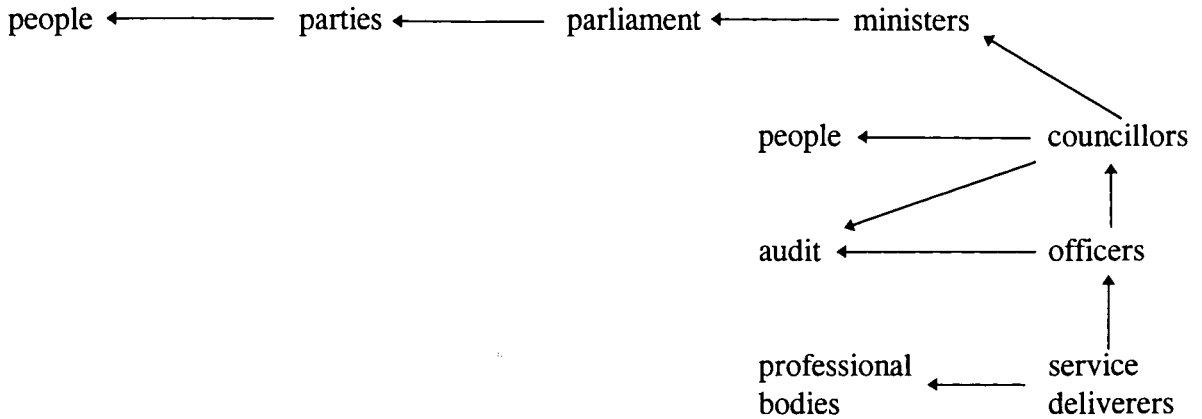 people parties parliament ministers
people councillors
audit officers
professional service
bodies deliverers